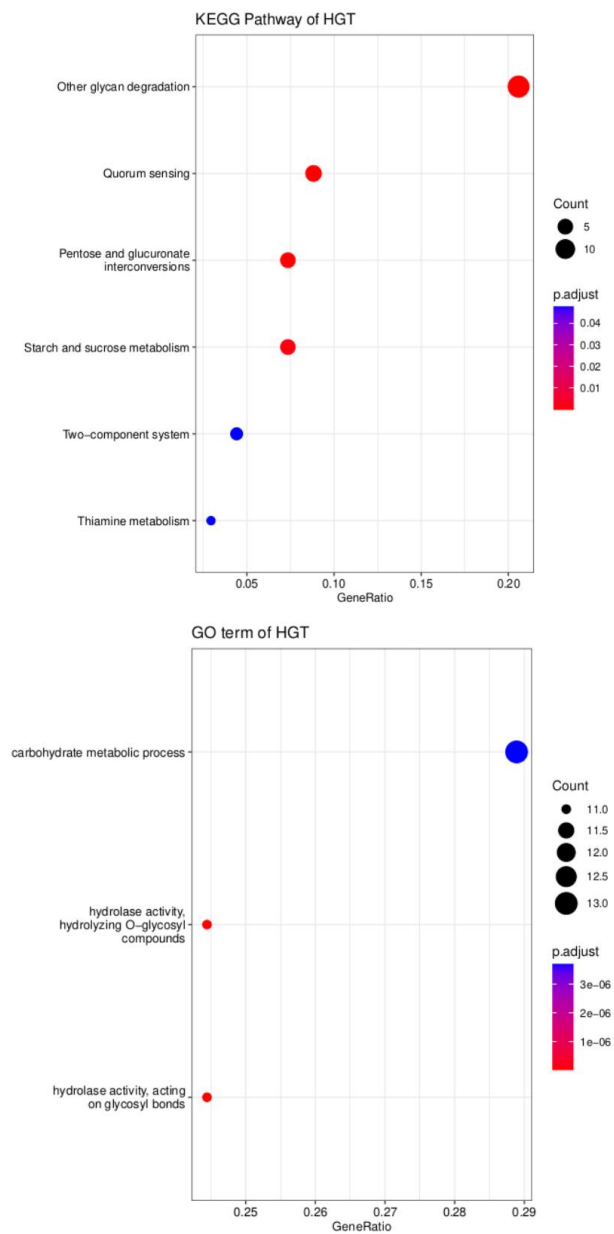 KEGG Pathway of HGT
Other glycan degradation
Quorum sensing
Pentose and glucuronate
interconversions
Starch and sucrose metabolism
Two−component system
Thiamine metabolism
0.05
0.10
0.15
0.20
GeneRatio
Count
5
10
p.adjust
0.04
0.03
0.02
0.01
GO term of HGT
carbohydrate metabolic process
hydrolase activity,
hydrolyzing O−glycosyl
compounds
hydrolase activity, acting
on glycosyl bonds
0.25
0.26
0.27
0.28
0.29
GeneRatio
Count
11.0
11.5
12.0
12.5
13.0
p.adjust
3e−06
2e−06
1e−06